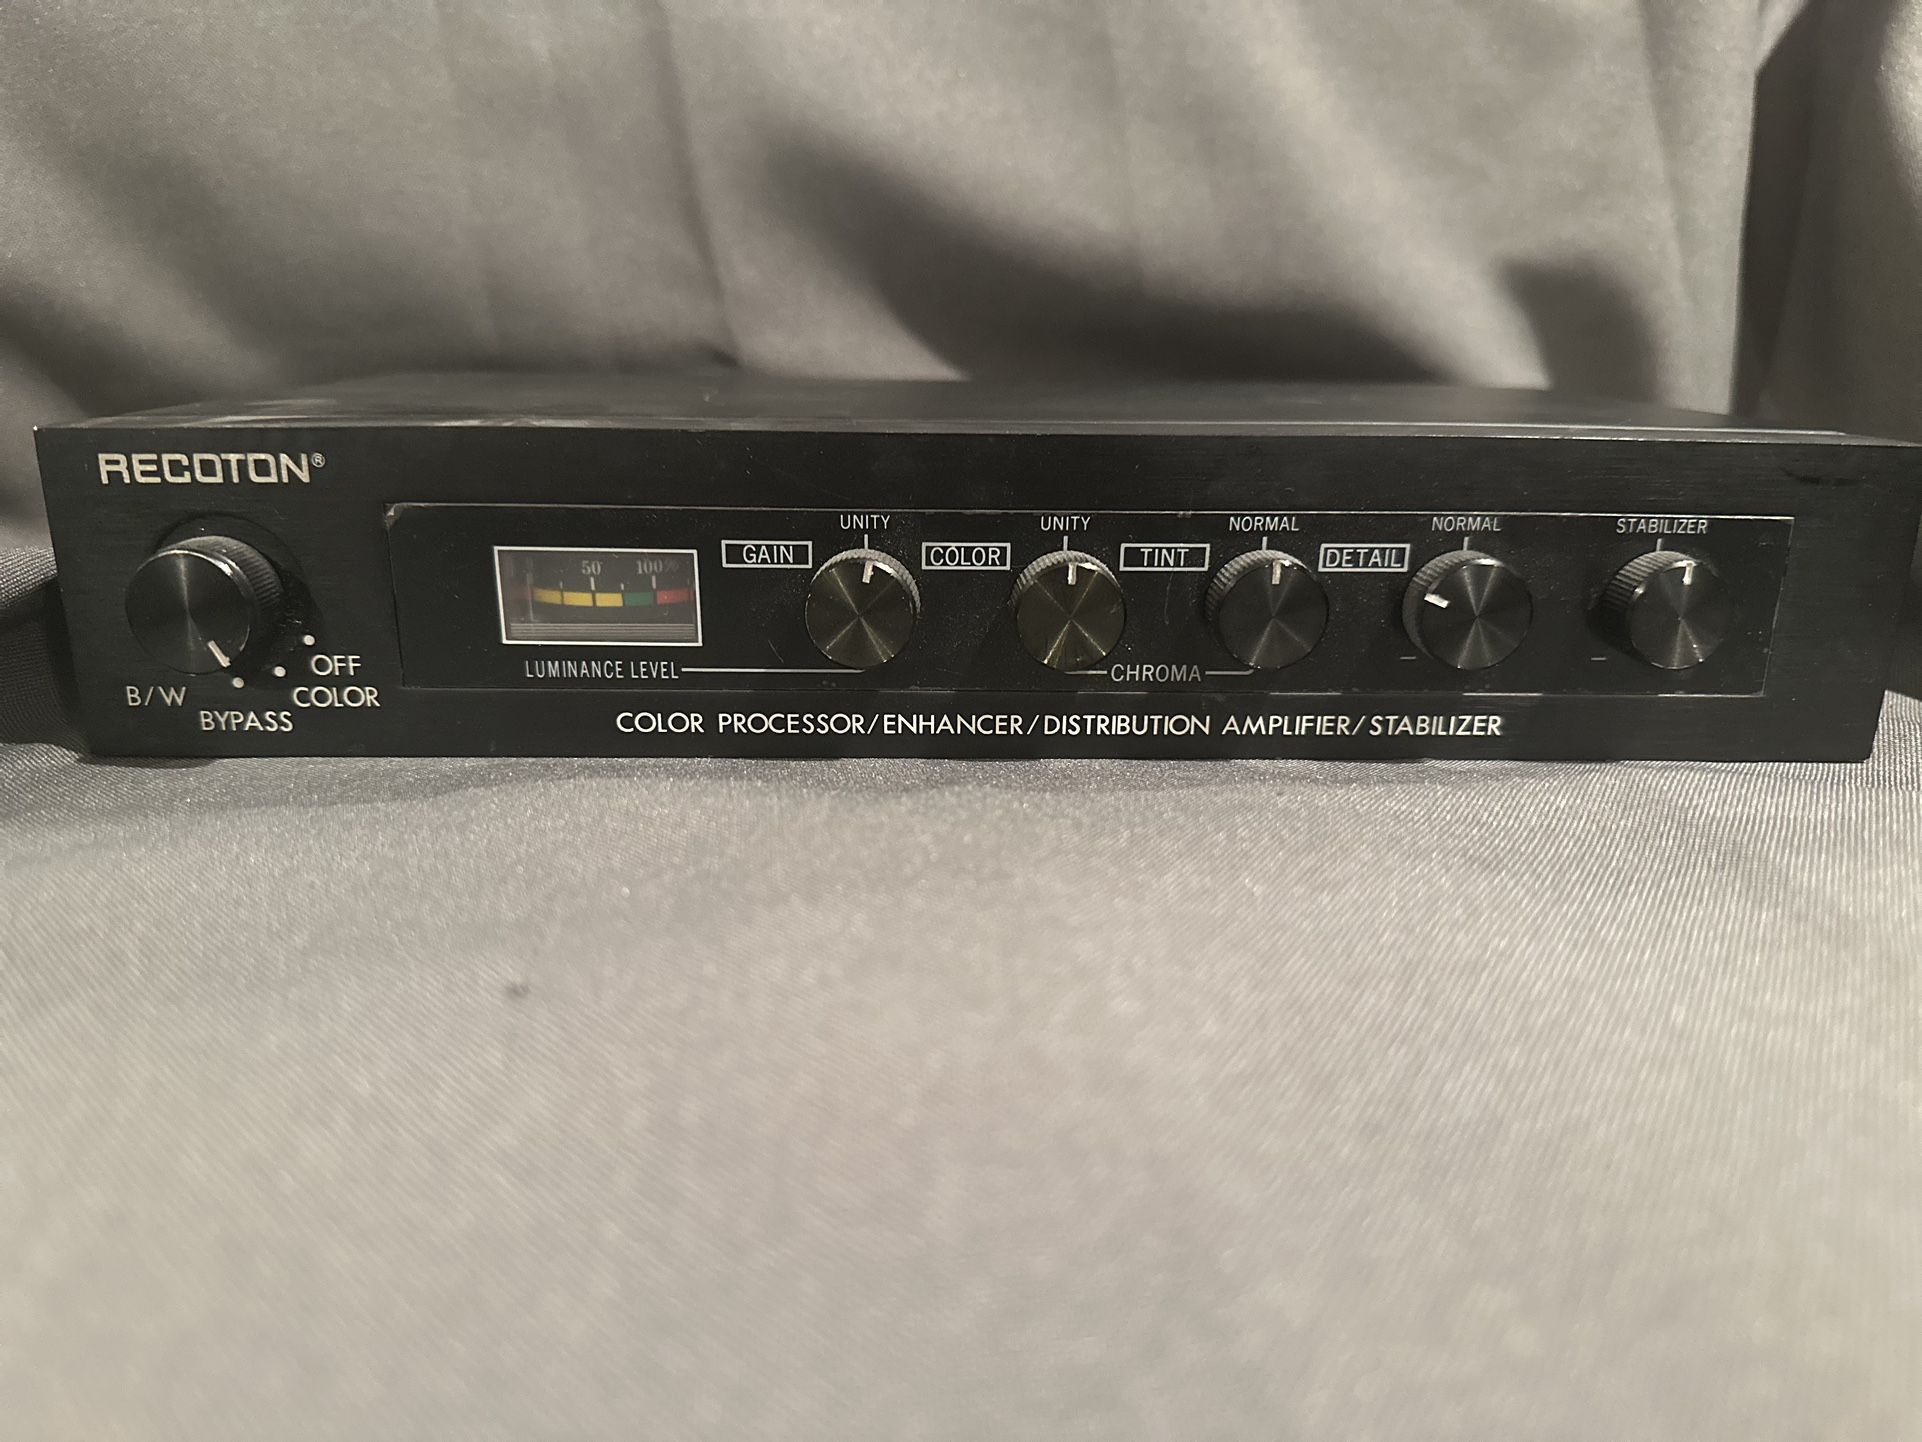 RECOTON®
UNITY
UNITY
NORMAL
NORMAL
STABILIZER
GAIN
COLOR
TINT
DETAIL
50
100%
OFF
LUMINANCE LEVEL
CHROMA
B/W
COLOR
BYPASS
COLOR PROCESSOR/ENHANCER/DISTRIBUTION AMPLIFIER/STABILIZER